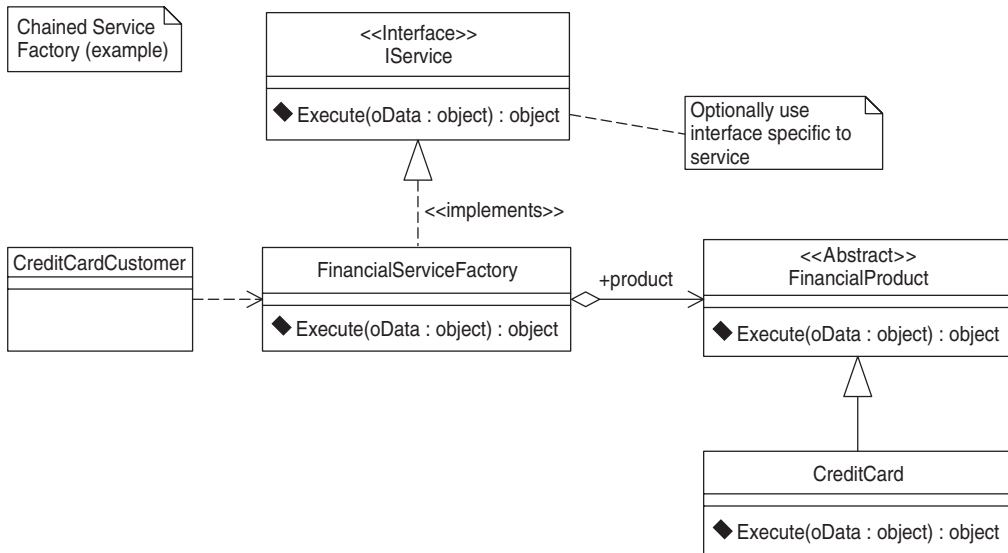 Chained Service
Factory (example)
<<Interface>>
IService
Execute(oData : object) : object
Optionally use
interface specific to
service
<<implements>>
CreditCardCustomer
FinancialServiceFactory
Execute(oData : object) : object
+product
<<Abstract>>
FinancialProduct
Execute(oData : object) : object
CreditCard
Execute(oData : object) : object